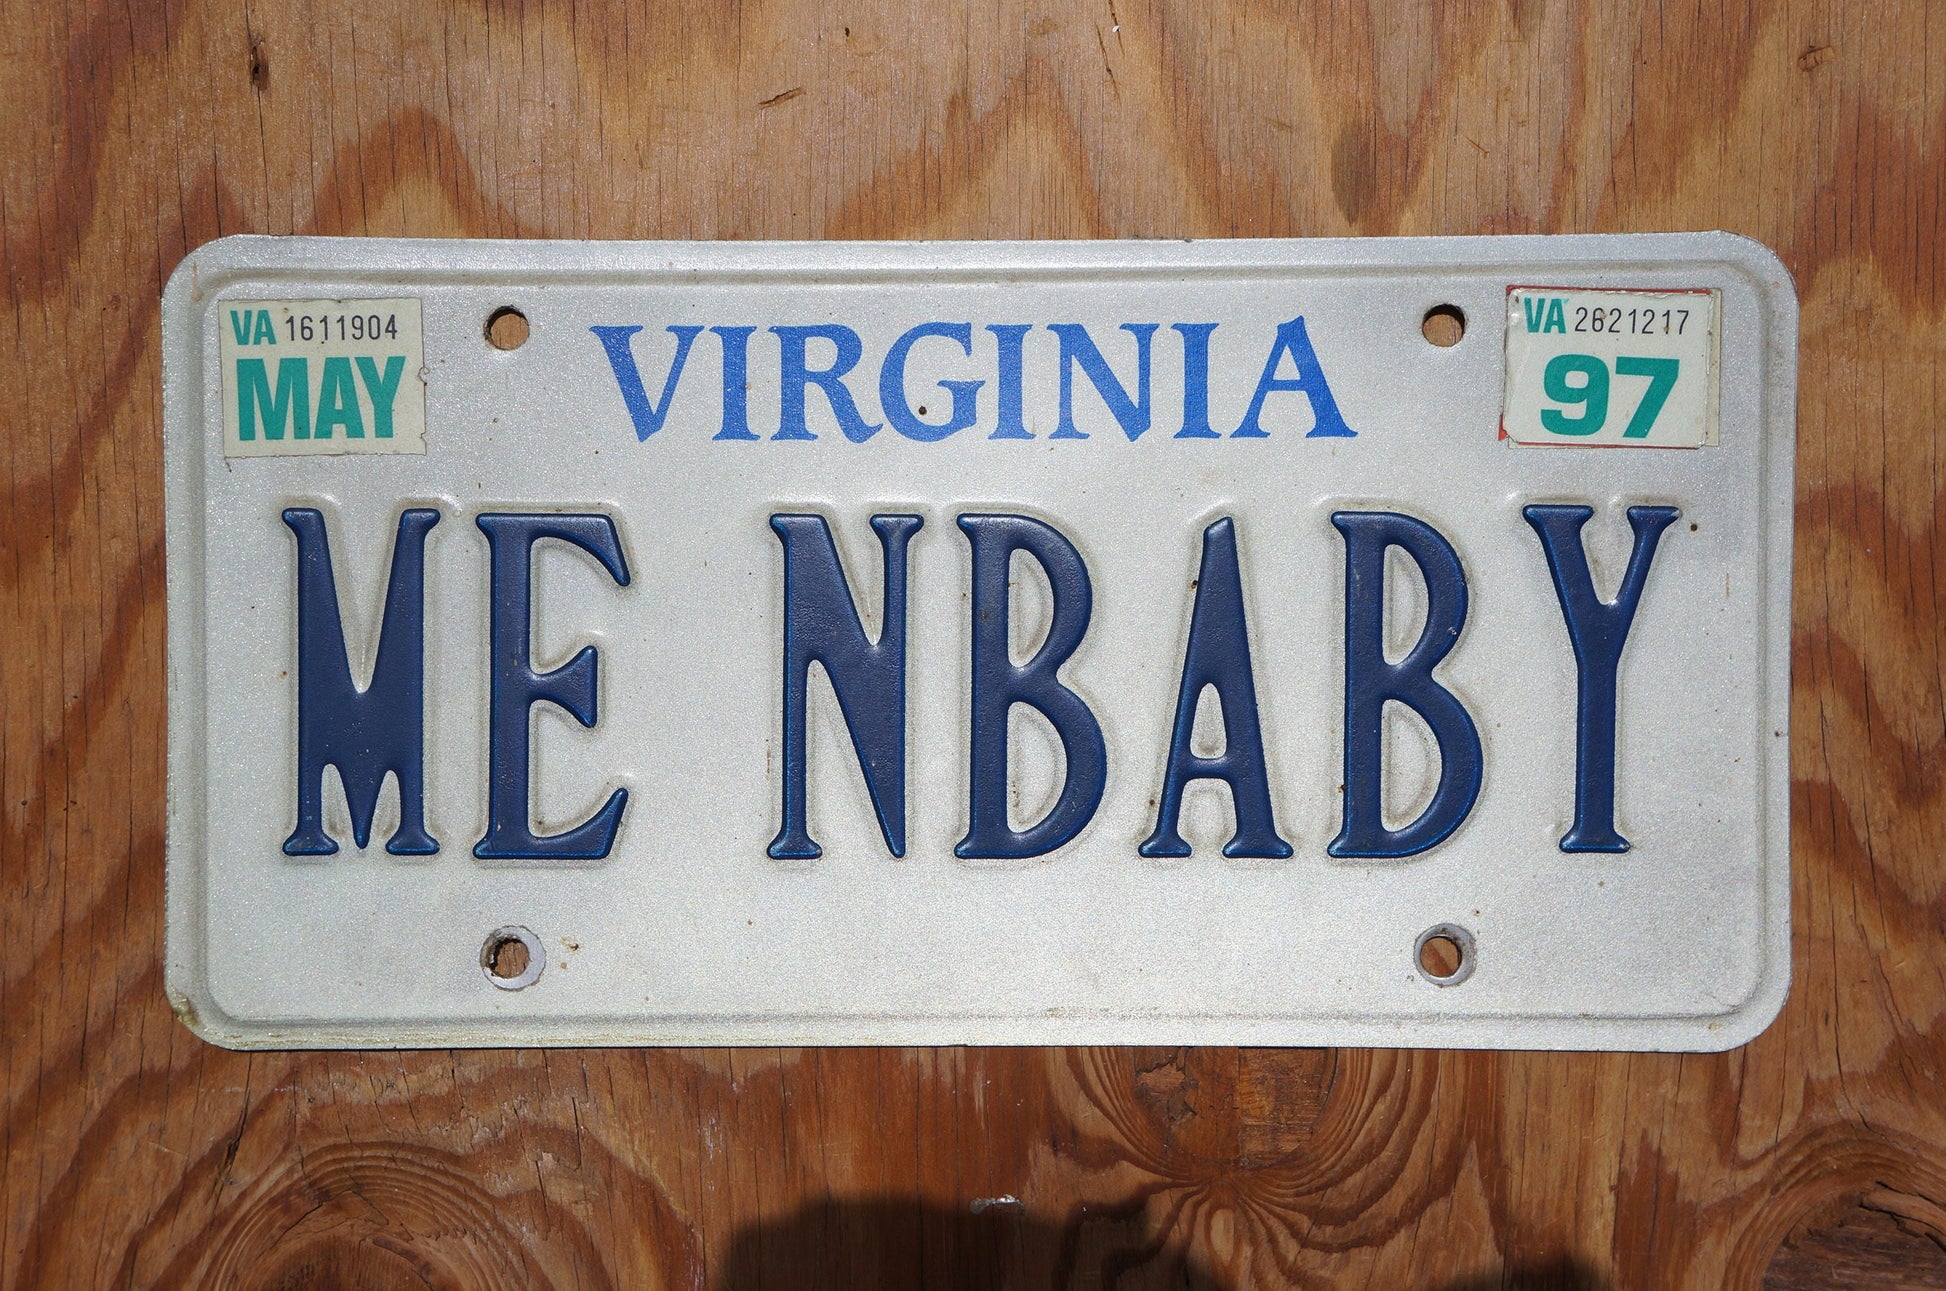 VA 1611904
MAY
VIRGINIA
VA 2621217
97
ME NBABY